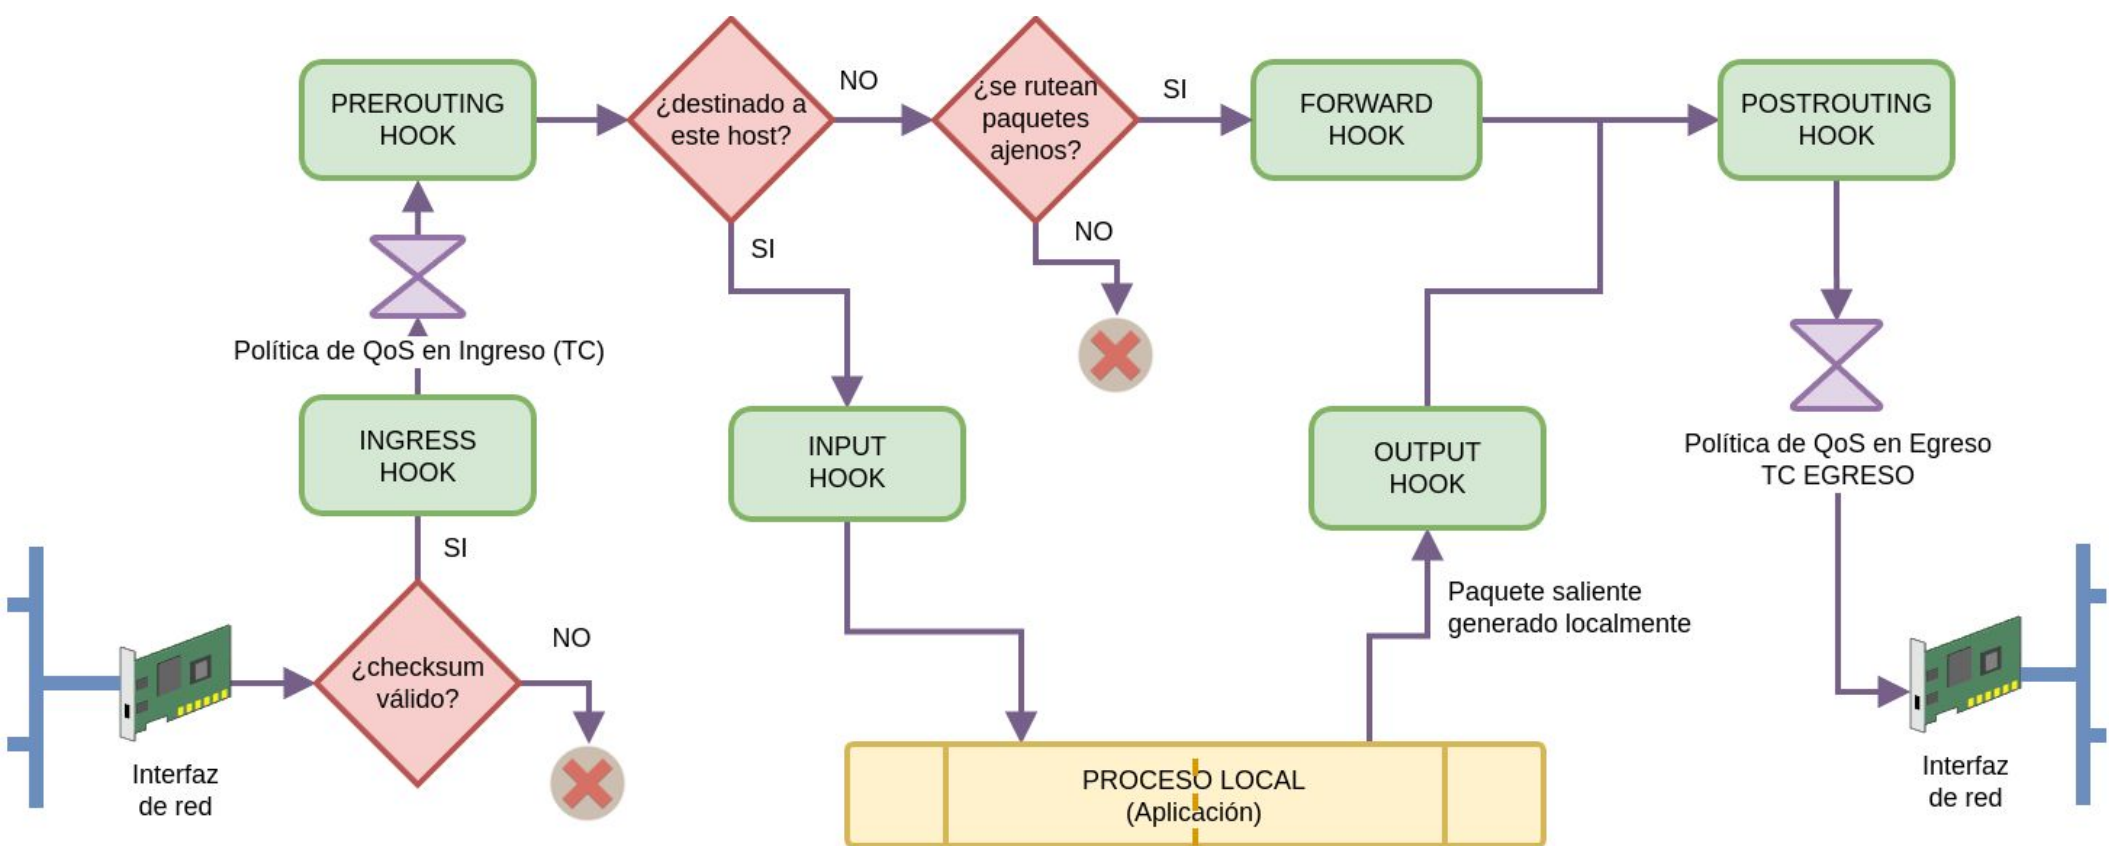 PREROUTING
HOOK
¿destinado a
este host?
NO
¿se rutean
paquetes
ajenos?
SI
FORWARD
HOOK
POSTROUTING
HOOK
SI
NO
Política de QoS en Ingreso (TC)
INGRESS
HOOK
INPUT
HOOK
OUTPUT
HOOK
Política de QoS en Egreso
TC EGRESO
SI
¿checksum
válido?
NO
Paquete saliente
generado localmente
Interfaz
de red
PROCESO LOCAL
(Aplicación)
Interfaz
de red